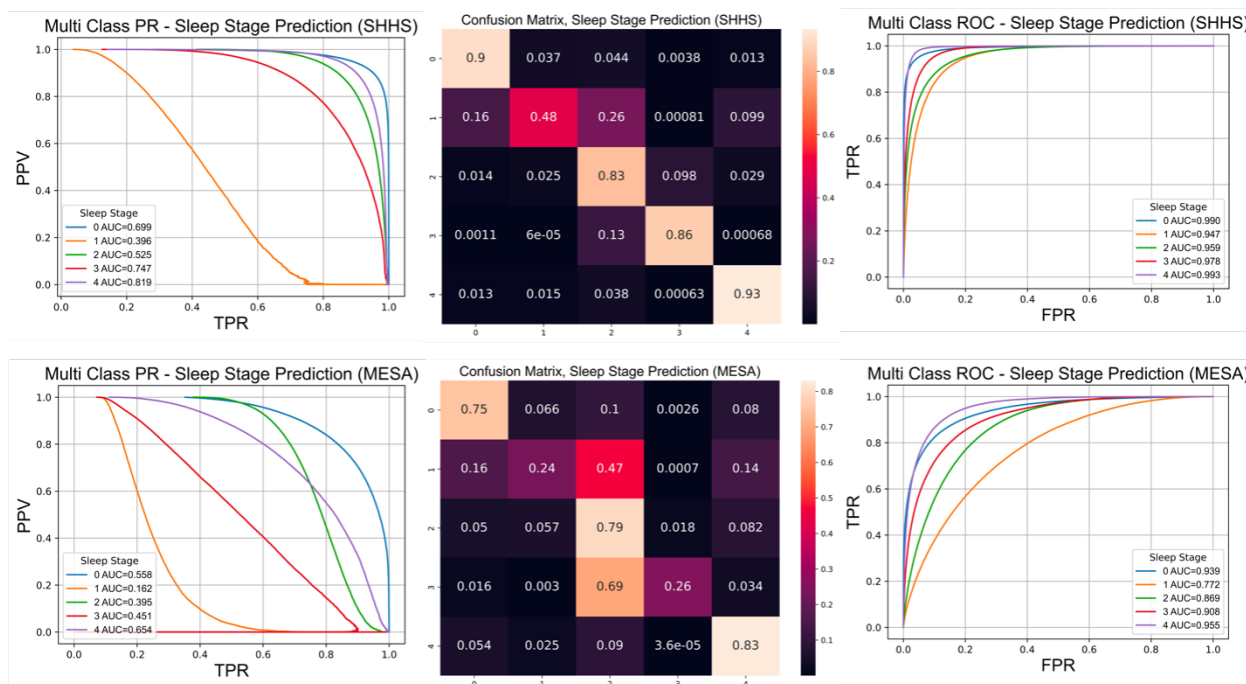 Multi Class PR - Sleep Stage Prediction (SHHS)
1.0
0.8
0.6
0.4
0.2
0.0
PPV
Sleep Stage
0 AUC=0.699
1 AUC=0.396
2 AUC=0.525
3 AUC=0.747
4 AUC=0.819
0.0 0.2 0.4 0.6 0.8 1.0
TPR
Confusion Matrix, Sleep Stage Prediction (SHHS)
0 0.9 0.037 0.044 0.0038 0.013
1 0.16 0.48 0.26 0.00081 0.099
2 0.014 0.025 0.83 0.098 0.029
3 0.0011 6e-05 0.13 0.86 0.00068
4 0.013 0.015 0.038 0.00063 0.93
0 1 2 3 4
0.8
0.6
0.4
0.2
Multi Class ROC - Sleep Stage Prediction (SHHS)
1.0
0.8
0.6
0.4
0.2
0.0
TPR
Sleep Stage
0 AUC=0.990
1 AUC=0.947
2 AUC=0.959
3 AUC=0.978
4 AUC=0.993
0.0 0.2 0.4 0.6 0.8 1.0
FPR
Multi Class PR - Sleep Stage Prediction (MESA)
1.0
0.8
0.6
0.4
0.2
0.0
PPV
Sleep Stage
0 AUC=0.558
1 AUC=0.162
2 AUC=0.395
3 AUC=0.451
4 AUC=0.654
0.0 0.2 0.4 0.6 0.8 1.0
TPR
Confusion Matrix, Sleep Stage Prediction (MESA)
0 0.75 0.066 0.1 0.0026 0.08
1 0.16 0.24 0.47 0.0007 0.14
2 0.05 0.057 0.79 0.018 0.082
3 0.016 0.003 0.69 0.26 0.034
4 0.054 0.025 0.09 3.6e-05 0.83
0 1 2 3 4
0.8
0.7
0.6
0.5
0.4
0.3
0.2
0.1
Multi Class ROC - Sleep Stage Prediction (MESA)
1.0
0.8
0.6
0.4
0.2
0.0
TPR
Sleep Stage
0 AUC=0.939
1 AUC=0.772
2 AUC=0.869
3 AUC=0.908
4 AUC=0.955
0.0 0.2 0.4 0.6 0.8 1.0
FPR